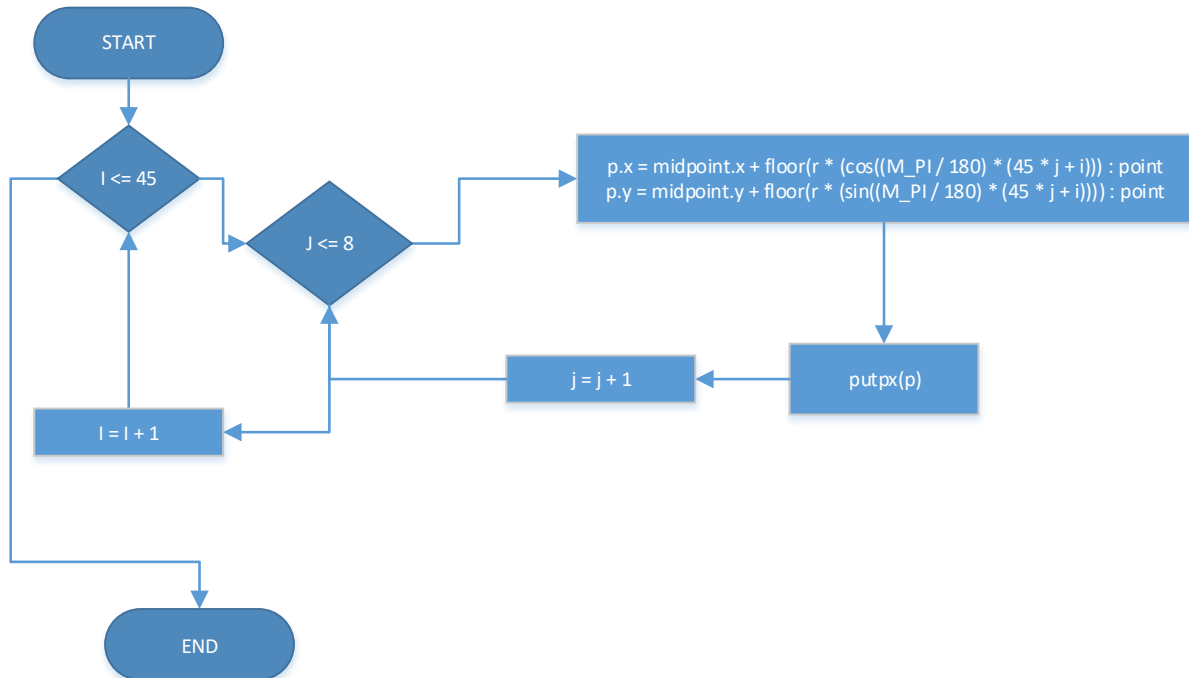 START
I <= 45
J <= 8
p.x = midpoint.x + floor(r * (cos((M_PI / 180) * (45 * j + i))) : point
p.y = midpoint.y + floor(r * (sin((M_PI / 180) * (45 * j + i)))) : point
j = j + 1
putpx(p)
I = I + 1
END